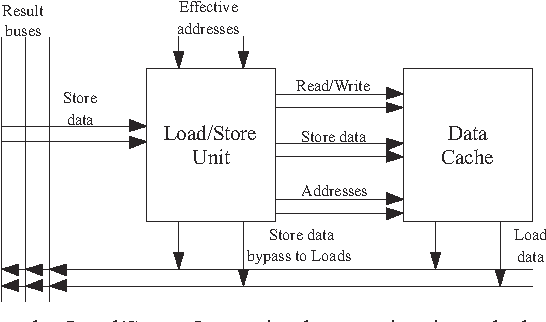 Result
buses
Effective
addresses
Store
data
Load/Store
Unit
Read/Write
Store data
Addresses
Data
Cache
Store data
bypass to Loads
Load
data